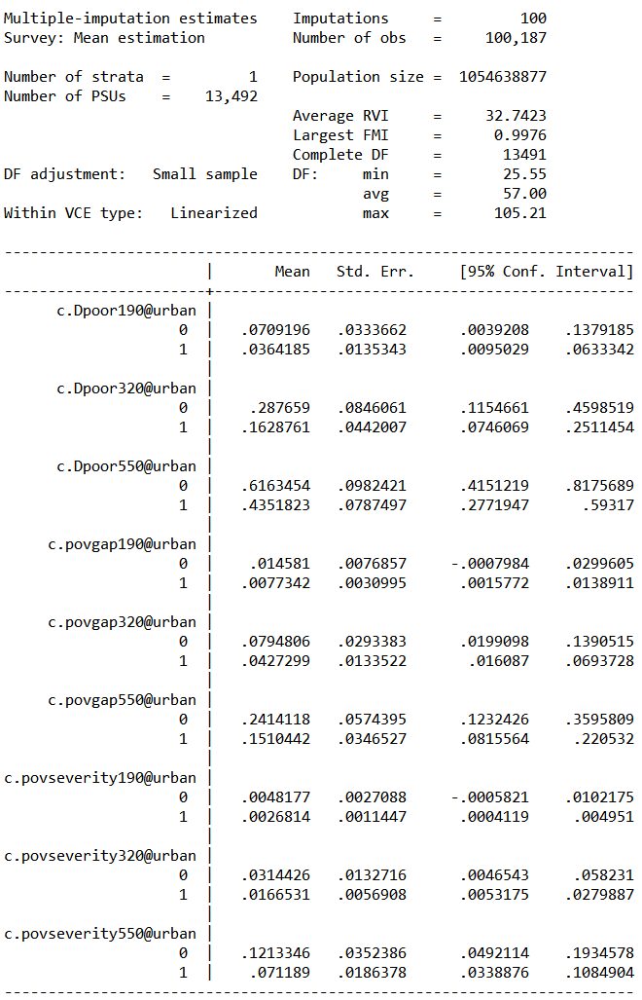 Multiple-imputation estimates    Imputations     =        100
Survey: Mean estimation          Number of obs   =    100,187

Number of strata  =         1    Population size = 1054638877
Number of PSUs    =    13,492
                                 Average RVI     =    32.7423
                                 Largest FMI     =     0.9976
                                 Complete DF     =      13491
DF adjustment:   Small sample    DF:     min     =      25.55
                                         avg     =      57.00
Within VCE type:   Linearized            max     =     105.21

------------------------------------------------------------------------
                       |       Mean   Std. Err.     [95% Conf. Interval]
-----------------------+------------------------------------------------
      c.Dpoor190@urban |
                    0  |   .0709196   .0333662      .0039208    .1379185
                    1  |   .0364185   .0135343      .0095029    .0633342
                       |
      c.Dpoor320@urban |
                    0  |    .287659   .0846061      .1154661    .4598519
                    1  |   .1628761   .0442007      .0746069    .2511454
                       |
      c.Dpoor550@urban |
                    0  |   .6163454   .0982421      .4151219    .8175689
                    1  |   .4351823   .0787497      .2771947      .59317
                       |
     c.povgap190@urban |
                    0  |    .014581   .0076857     -.0007984    .0299605
                    1  |   .0077342   .0030995      .0015772    .0138911
                       |
     c.povgap320@urban |
                    0  |   .0794806   .0293383      .0199098    .1390515
                    1  |   .0427299   .0133522       .016087    .0693728
                       |
     c.povgap550@urban |
                    0  |   .2414118   .0574395      .1232426    .3595809
                    1  |   .1510442   .0346527      .0815564     .220532
                       |
c.povseverity190@urban |
                    0  |   .0048177   .0027088     -.0005821    .0102175
                    1  |   .0026814   .0011447      .0004119     .004951
                       |
c.povseverity320@urban |
                    0  |   .0314426   .0132716      .0046543     .058231
                    1  |   .0166531   .0056908      .0053175    .0279887
                       |
c.povseverity550@urban |
                    0  |   .1213346   .0352386      .0492114    .1934578
                    1  |    .071189   .0186378      .0338876    .1084904
------------------------------------------------------------------------